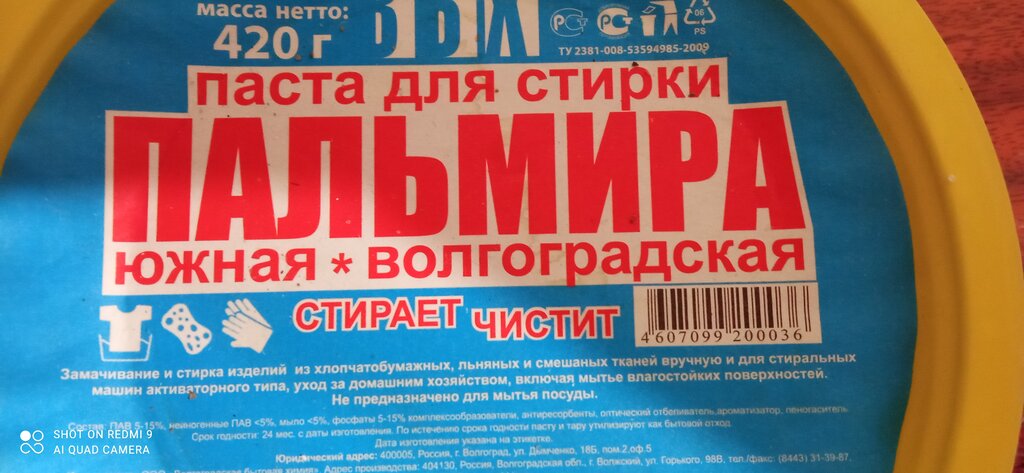 масса нетто:
420 г
ТУ 2381-008-53594985-2009
06
PS
паста для стирки
ПАЛЬМИРА
южная * волгоградская
СТИРАЕТ ЧИСТИТ
4 607099 200036
Замачивание и стирка изделий из хлопчатобумажных, льняных и смешаных тканей вручную и для стиральных
машин активаторного типа, уход за домашним хозяйством, включая мытье влагостойких поверхностей.
Не предназначено для мытья посуды.
Состав: ПАВ 5-15%, неионогенные ПАВ <5%, мыло <5%, фосфаты 5-15% комплексообразователи, антиресорбенты, оптический отбеливатель, ароматизатор, пеногаситель.
Срок годности: 24 мес. с даты изготовления. По истечению срока годности пасту и тару утилизируют как бытовой отход.
Дата изготовления указана на этикетке.
Юридический адрес: 400005, Россия, г. Волгоград, ул. Дымченко, 18Б, пом.2.оф.5
Адрес производства: 404130, Россия, Волгоградская обл., г. Волжский, ул. Горького, 98В, тел./факс: (8443) 31-39-87.
SHOT ON REDMI 9
AI QUAD CAMERA